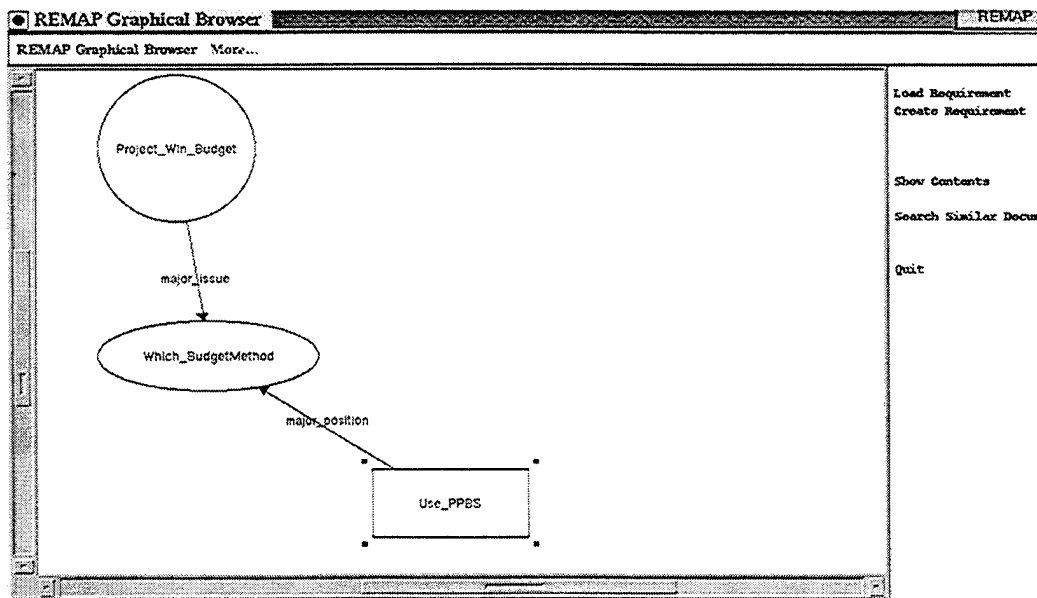 REMAP Graphical Browser
REMAP
REMAP Graphical Browser More...
Load Requirement
Create Requirement
Project_Win_Budget
Show Contents
Search Similar Docum
Quit
major_issue
Which_BudgetMethod
major_position
Use_PPBS